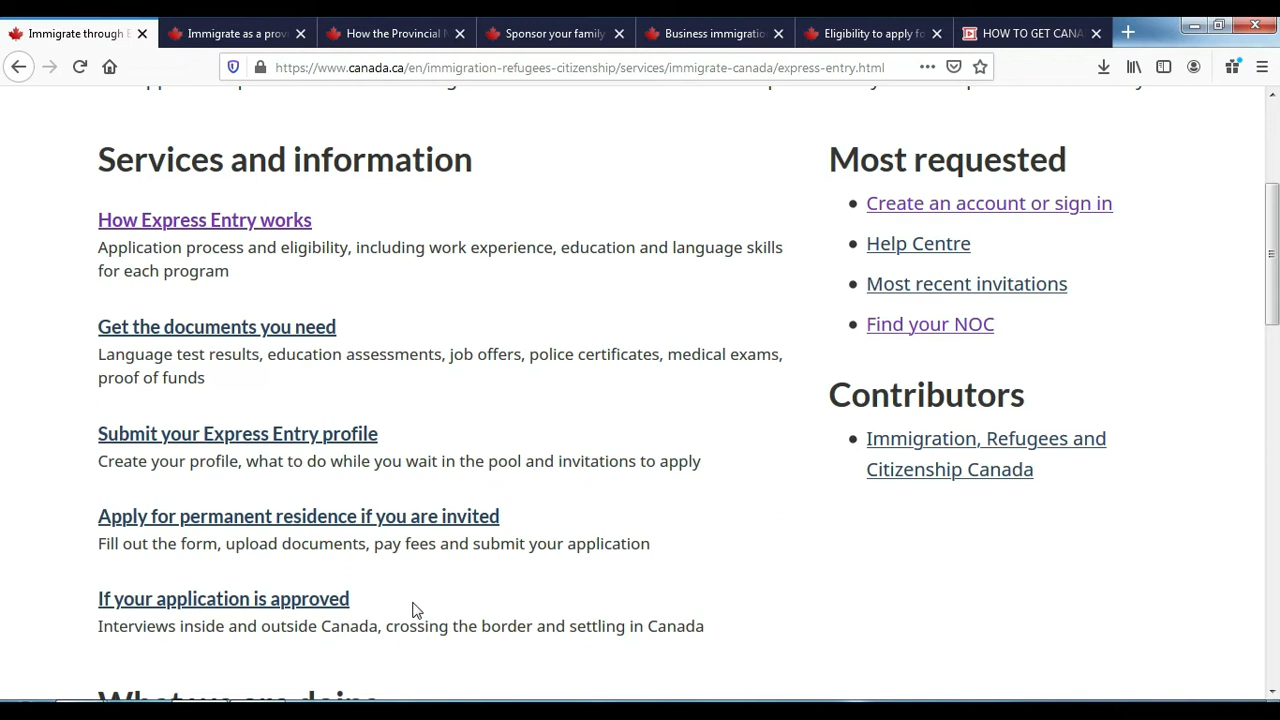 Immigrate through E
Immigrate as a prov
How the Provincial N
Sponsor your family
Business immigratio
Eligibility to apply fo
HOW TO GET CANA
https://www.canada.ca/en/immigration-refugees-citizenship/services/immigrate-canada/express-entry.html
Services and information
How Express Entry works
Application process and eligibility, including work experience, education and language skills
for each program
Get the documents you need
Language test results, education assessments, job offers, police certificates, medical exams,
proof of funds
Submit your Express Entry profile
Create your profile, what to do while you wait in the pool and invitations to apply
Apply for permanent residence if you are invited
Fill out the form, upload documents, pay fees and submit your application
If your application is approved
Interviews inside and outside Canada, crossing the border and settling in Canada
What we are doing
Most requested
Create an account or sign in
Help Centre
Most recent invitations
Find your NOC
Contributors
Immigration, Refugees and
Citizenship Canada